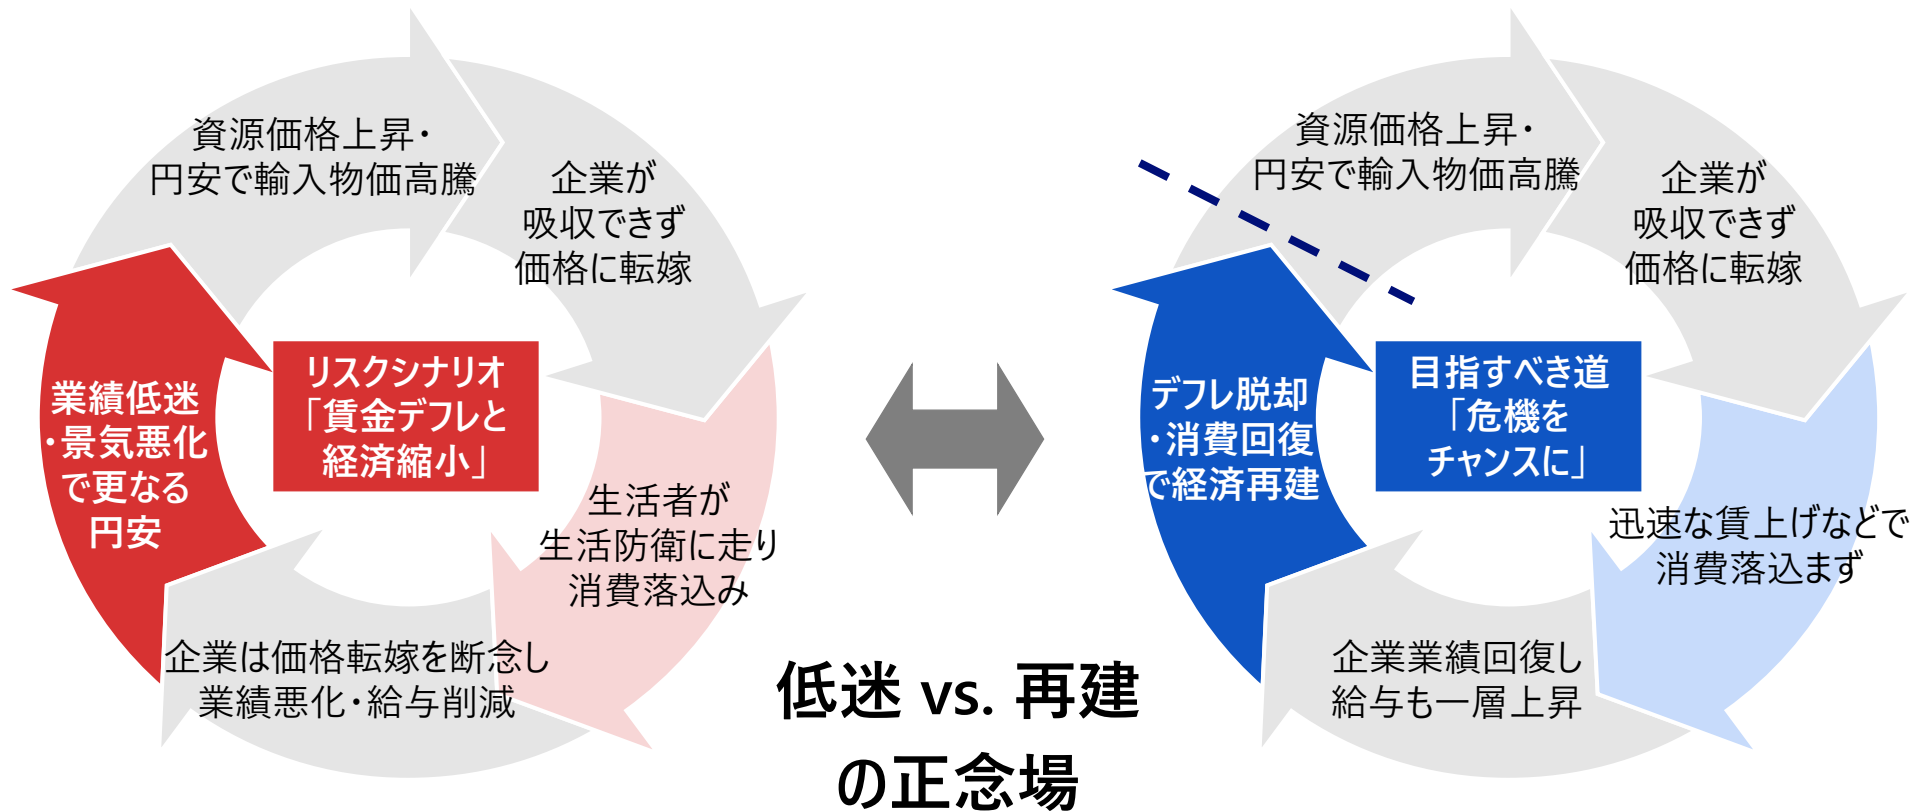 資源価格上昇・
円安で輸入物価高騰
企業が
吸収できず
価格に転嫁
生活者が
生活防衛に走り
消費落込み
企業は価格転嫁を断念し
業績悪化・給与削減
業績低迷
・景気悪化
で更なる
円安
リスクシナリオ
「賃金デフレと
経済縮小」
低迷 vs. 再建
の正念場
資源価格上昇・
円安で輸入物価高騰
企業が
吸収できず
価格に転嫁
迅速な賃上げなどで
消費落込まず
企業業績回復し
給与も一層上昇
デフレ脱却
・消費回復
で経済再建
目指すべき道
「危機を
チャンスに」